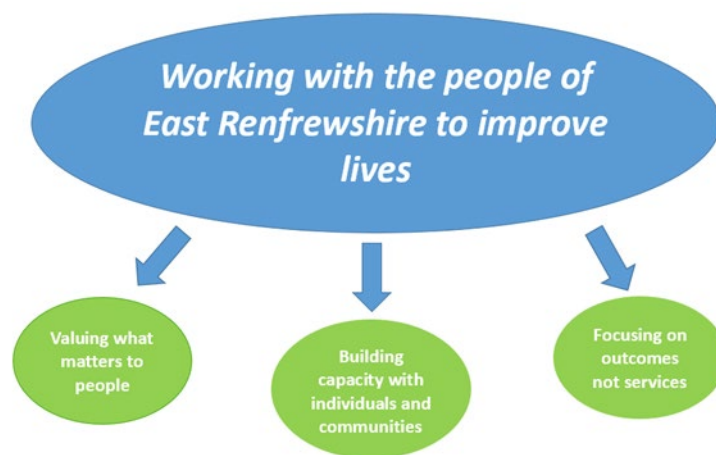 Working with the people of
East Renfrewshire to improve
lives
Valuing what
matters to
people
Building
capacity with
individuals and
communities
Focusing on
outcomes
not services